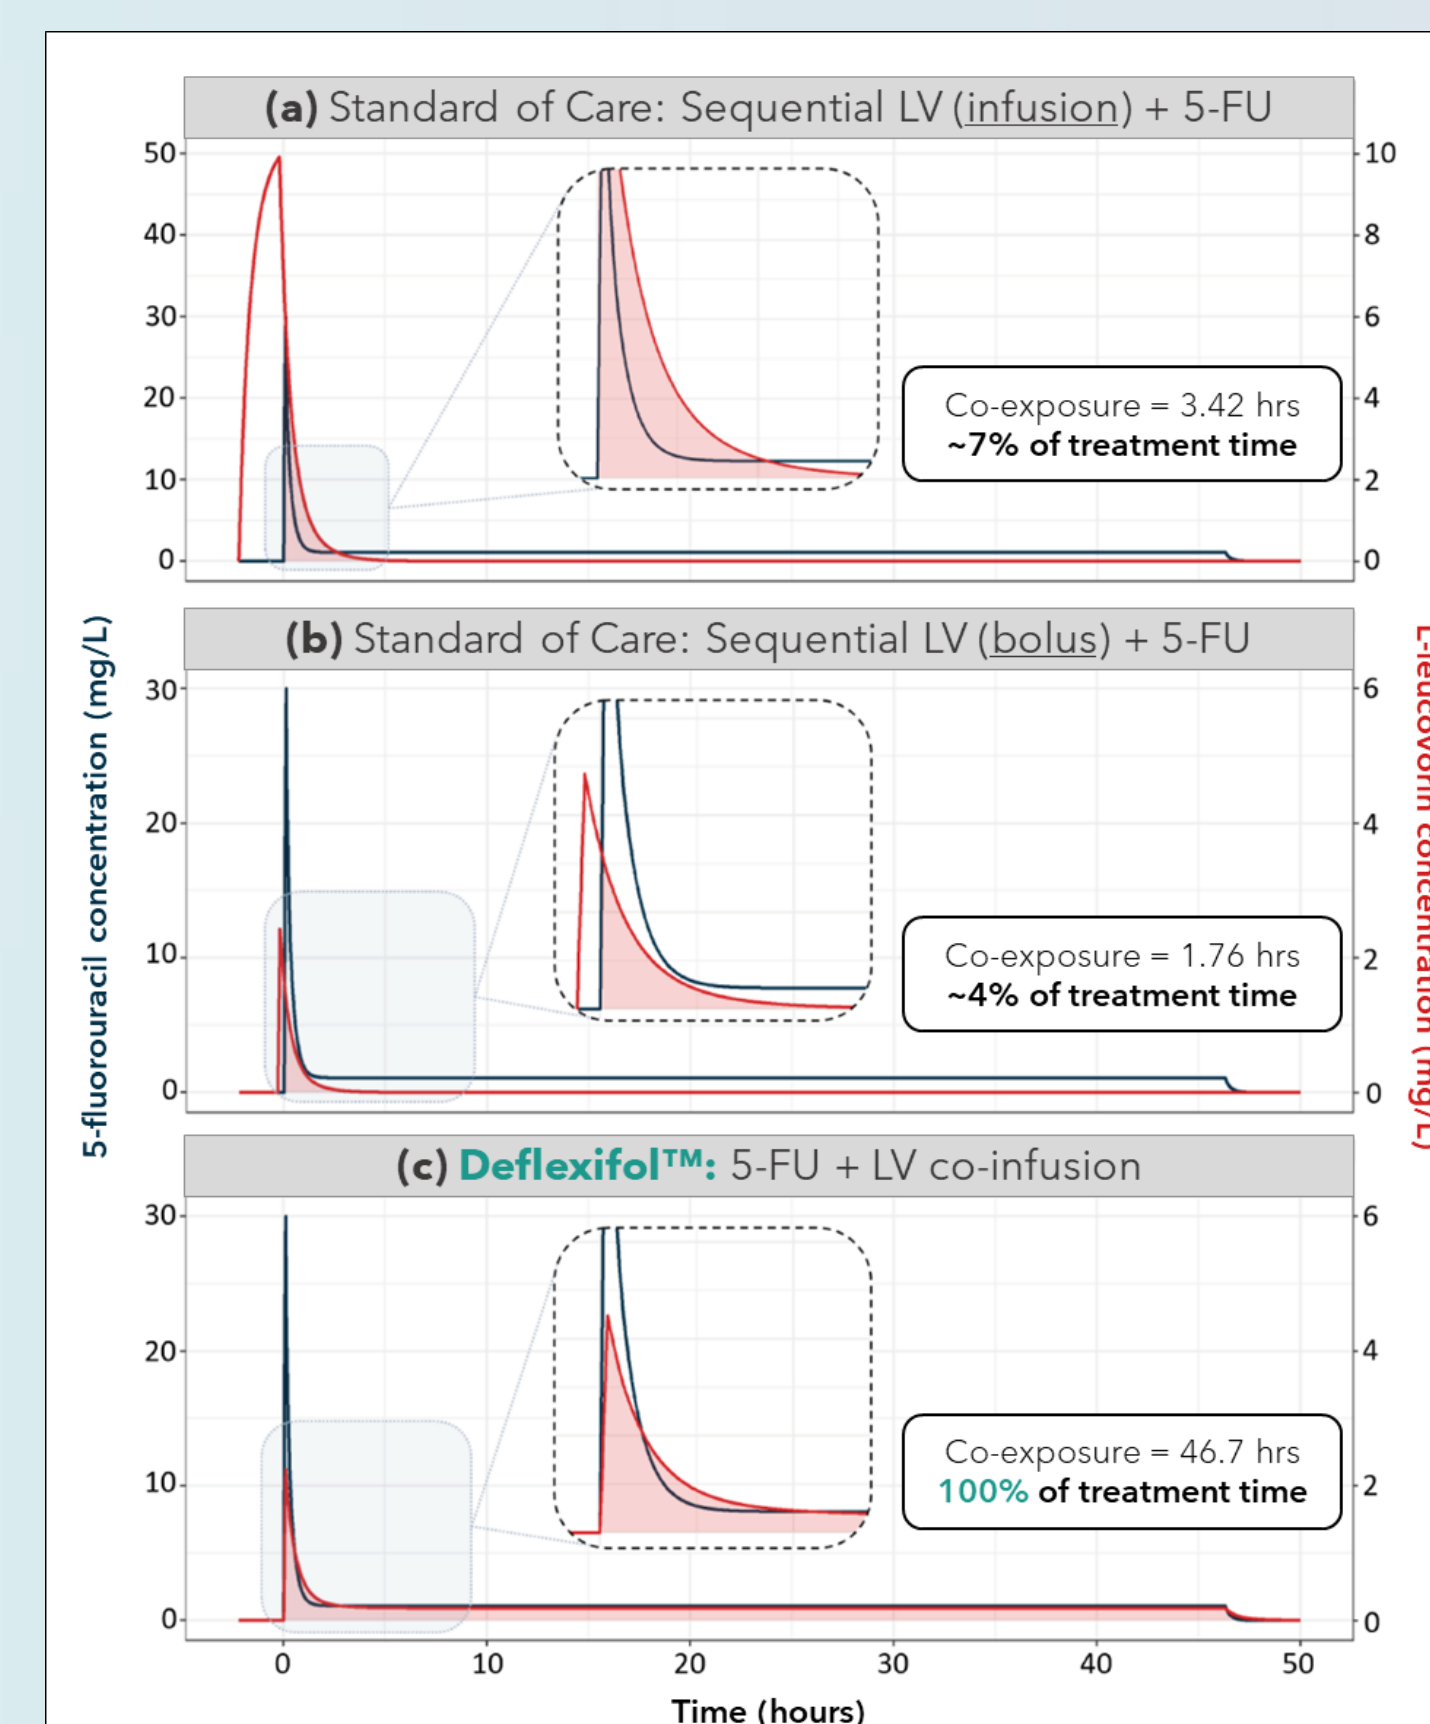 (a) Standard of Care: Sequential LV (infusion) + 5-FU
50
40
30
20
10
0
10
8
6
4
2
0
Co-exposure = 3.42 hrs
~7% of treatment time
5-fluorouracil concentration (mg/L)
L-leucovorin concentration (mg/L)
(b) Standard of Care: Sequential LV (bolus) + 5-FU
30
20
10
0
6
4
2
0
Co-exposure = 1.76 hrs
~4% of treatment time
(c) Deflexifol™: 5-FU + LV co-infusion
30
20
10
0
6
4
2
0
Co-exposure = 46.7 hrs
100% of treatment time
0 10 20 30 40 50
Time (hours)